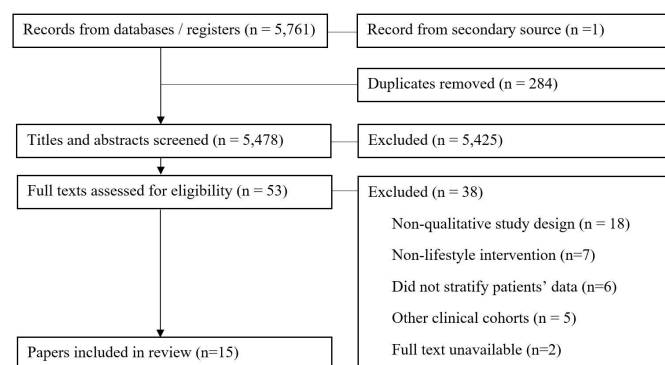 Records from databases / registers (n = 5,761)
Record from secondary source (n =1)
Duplicates removed (n = 284)
Titles and abstracts screened (n = 5,478)
Excluded (n = 5,425)
Full texts assessed for eligibility (n = 53)
Excluded (n = 38)
Non-qualitative study design (n = 18)
Non-lifestyle intervention (n=7)
Did not stratify patients’ data (n=6)
Other clinical cohorts (n = 5)
Full text unavailable (n=2)
Papers included in review (n=15)